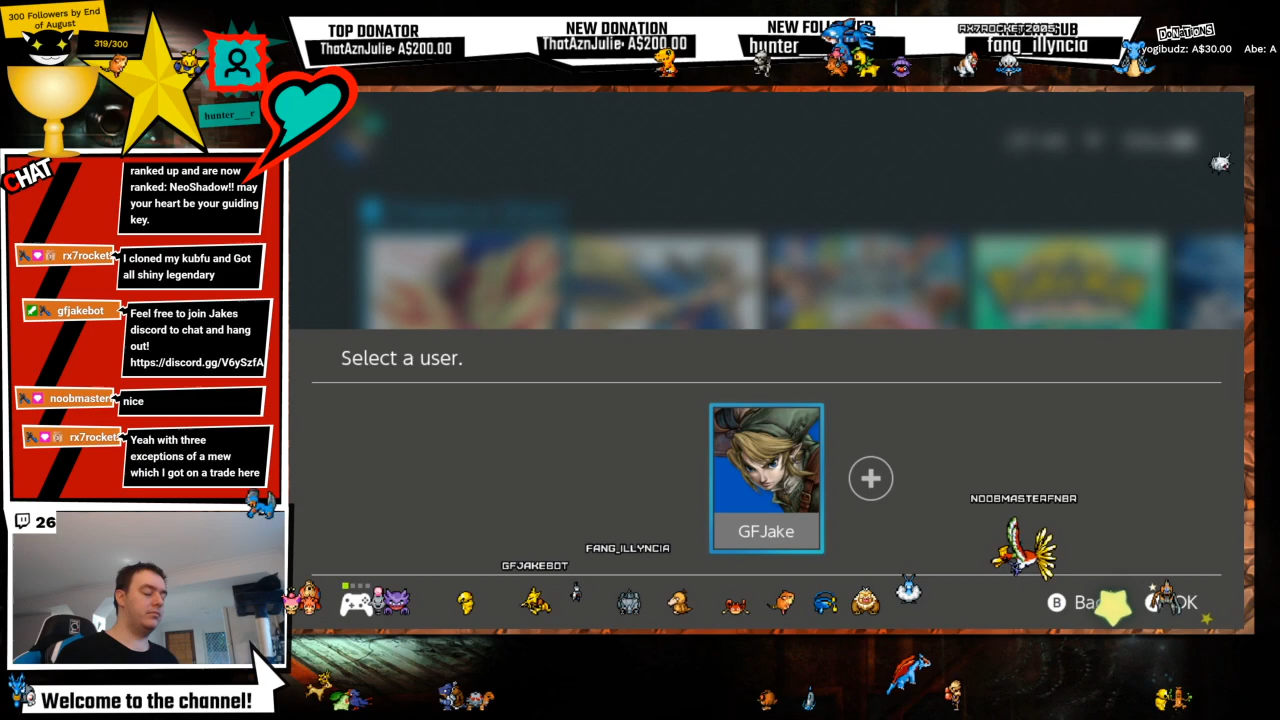 300 Followers by End
of August
319/300
hunter___r
TOP DONATOR
ThatAznJulie: A$200.00
NEW DONATION
ThatAznJulie: A$200.00
NEW FOLLOWER
hunter
RX7ROCKET2005
SUB
fang_illyncia
DONATIONS
yogibudz: A$30.00 Abe: A
CHAT
ranked up and are now
ranked: NeoShadow!! may
your heart be your guiding
key.
rx7rocket
I cloned my kubfu and Got
all shiny legendary
gfjakebot
Feel free to join Jakes
discord to chat and hang
out!
https://discord.gg/V6ySzfA
noobmaster
nice
rx7rocket
Yeah with three
exceptions of a mew
which I got on a trade here
26
Welcome to the channel!
Select a user.
GFJake
NOOBMASTERFNBR
FANG_ILLYNCIA
GFJAKEBOT
B Ba OK